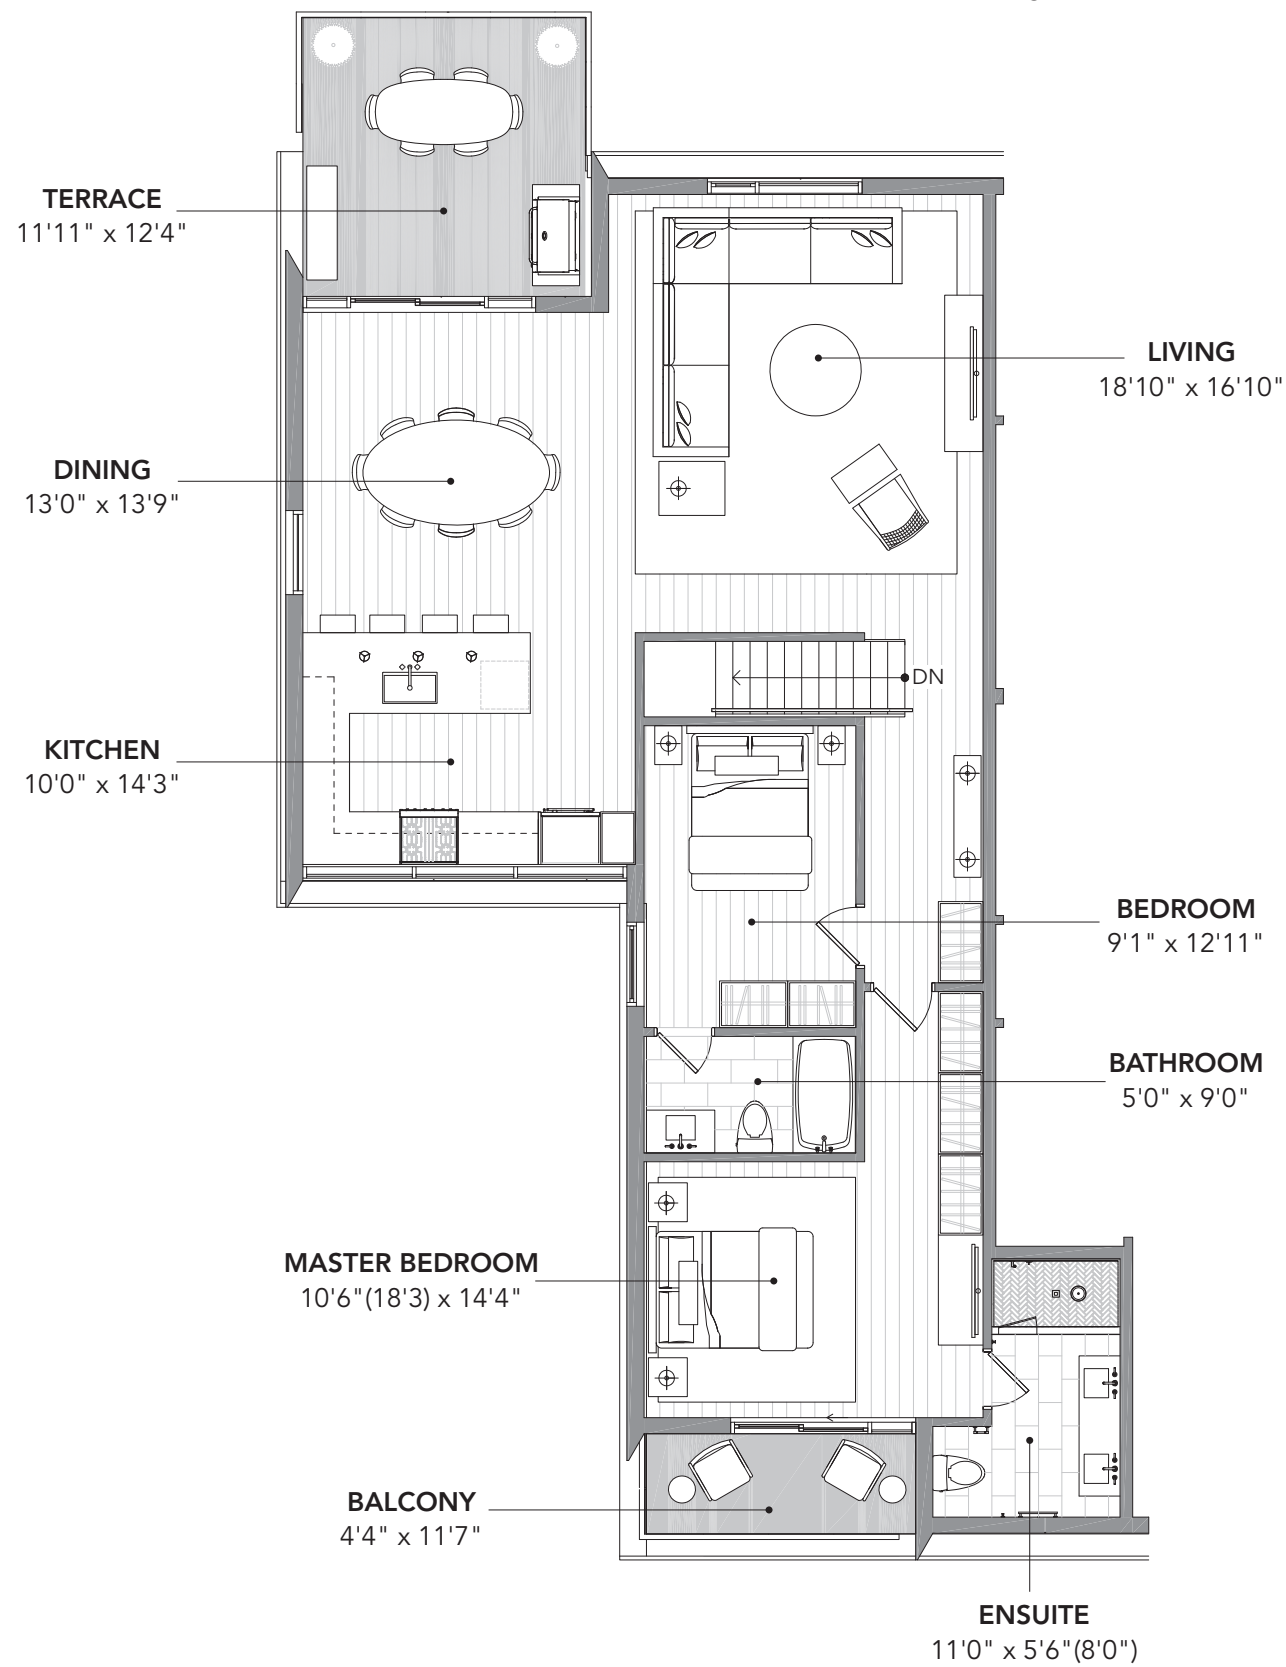 TERRACE
11'11" x 12'4"
LIVING
18'10" x 16'10"
DINING
13'0" x 13'9"
DN
KITCHEN
10'0" x 14'3"
BEDROOM
9'1" x 12'11"
BATHROOM
5'0" x 9'0"
MASTER BEDROOM
10'6"(18'3) x 14'4"
BALCONY
4'4" x 11'7"
ENSUITE
11'0" x 5'6"(8'0")